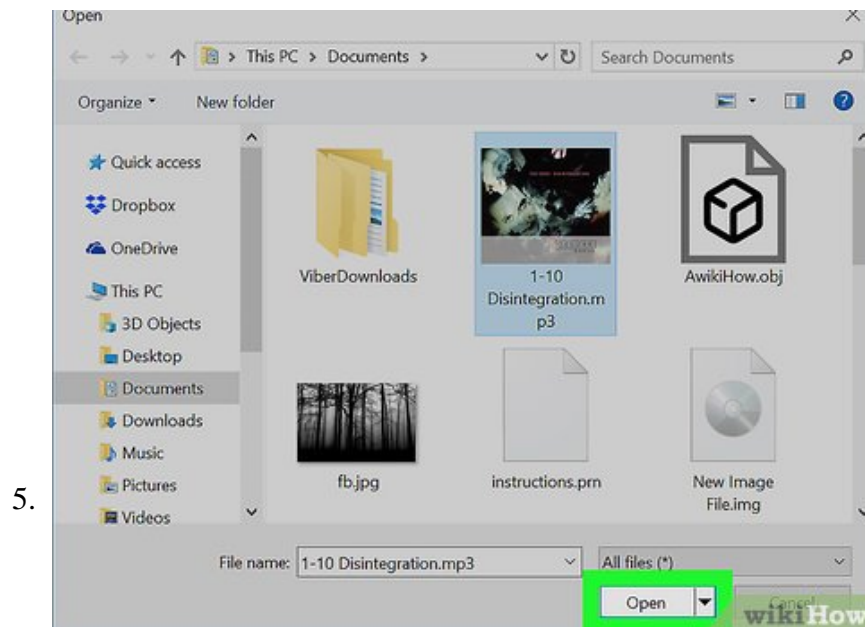 Open
This PC > Documents >
Search Documents
Organize
New folder
Quick access
Dropbox
OneDrive
This PC
3D Objects
Desktop
Documents
Downloads
Music
Pictures
Videos
ViberDownloads
1-10
Disintegration.m
p3
AwikiHow.obj
fb.jpg
instructions.prn
New Image
File.img
5.
File name: 1-10 Disintegration.mp3
All files (*)
Open
Cancel
wikiHow